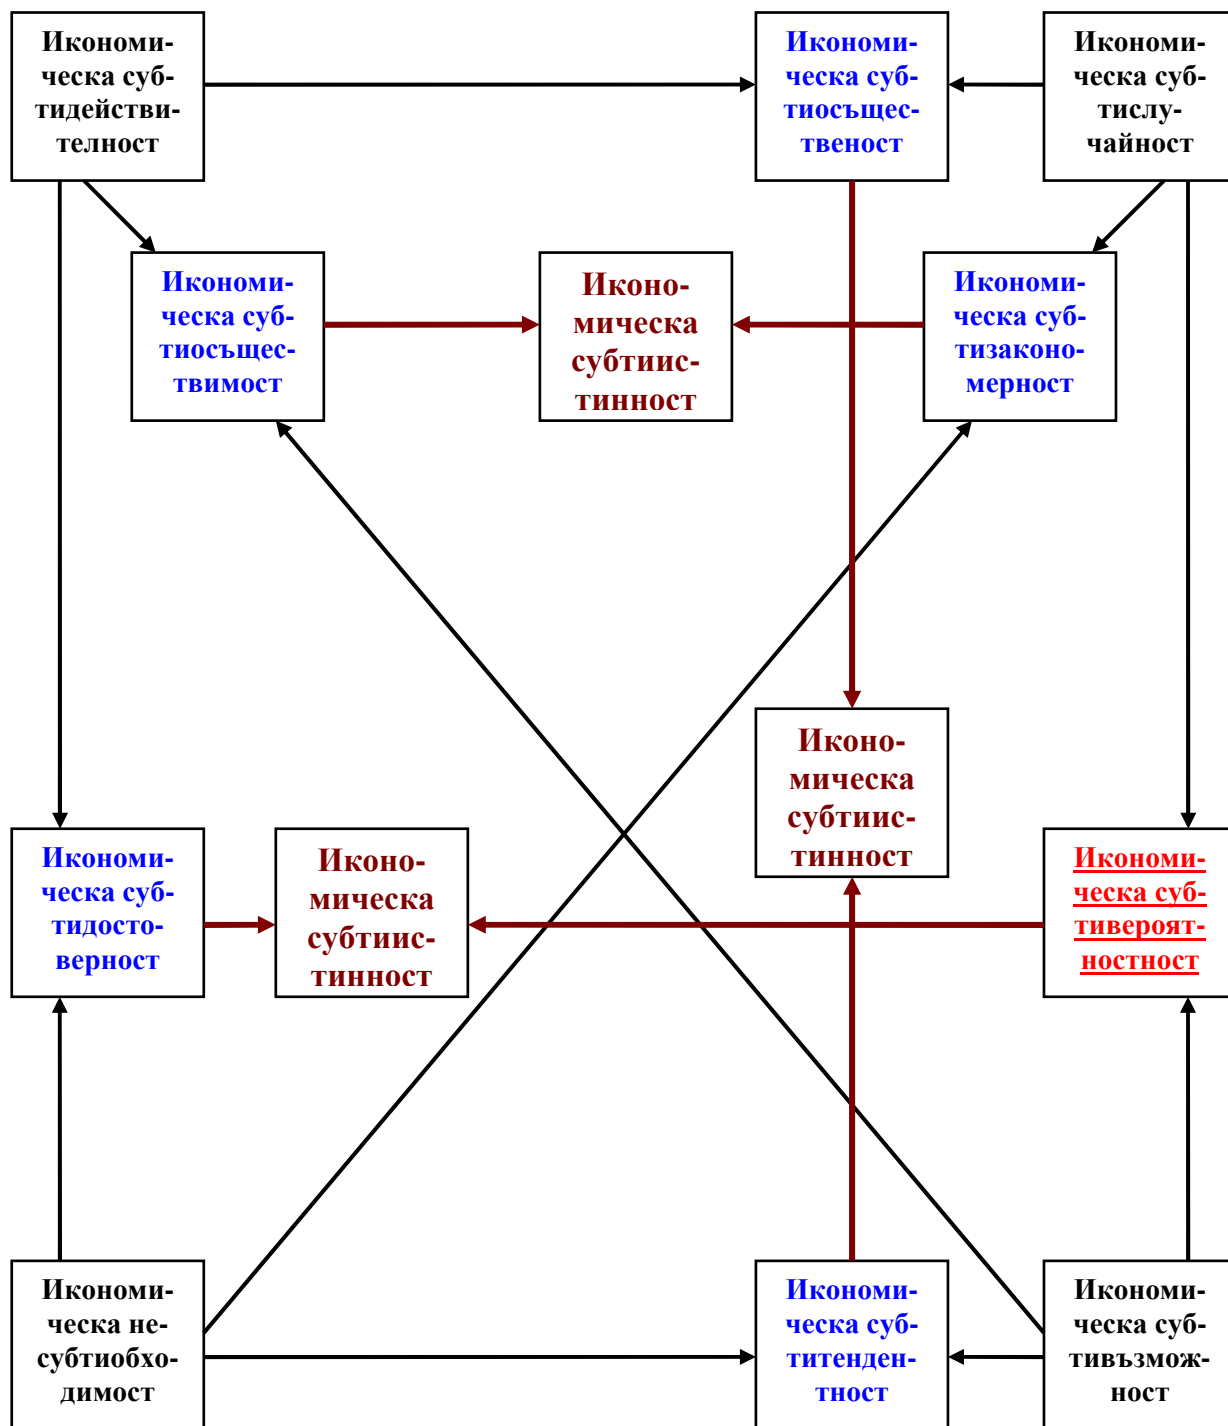 Икономи-
ческа суб-
тидействи-
телност
Икономи-
ческа суб-
тиосъщес-
твеност
Икономи-
ческа суб-
тислу-
чайност
Икономи-
ческа суб-
тиосъщес-
твимост
Иконо-
мическа
субтиис-
тинност
Икономи-
ческа суб-
тизаконо-
мерност
Иконо-
мическа
субтиис-
тинност
Икономи-
ческа суб-
тидосто-
верност
Иконо-
мическа
субтиис-
тинност
Икономи-
ческа суб-
тивероят-
ностност
Икономи-
ческа не-
субтиобхо-
димост
Икономи-
ческа суб-
титенден-
тност
Икономи-
ческа суб-
тивъзмож-
ност